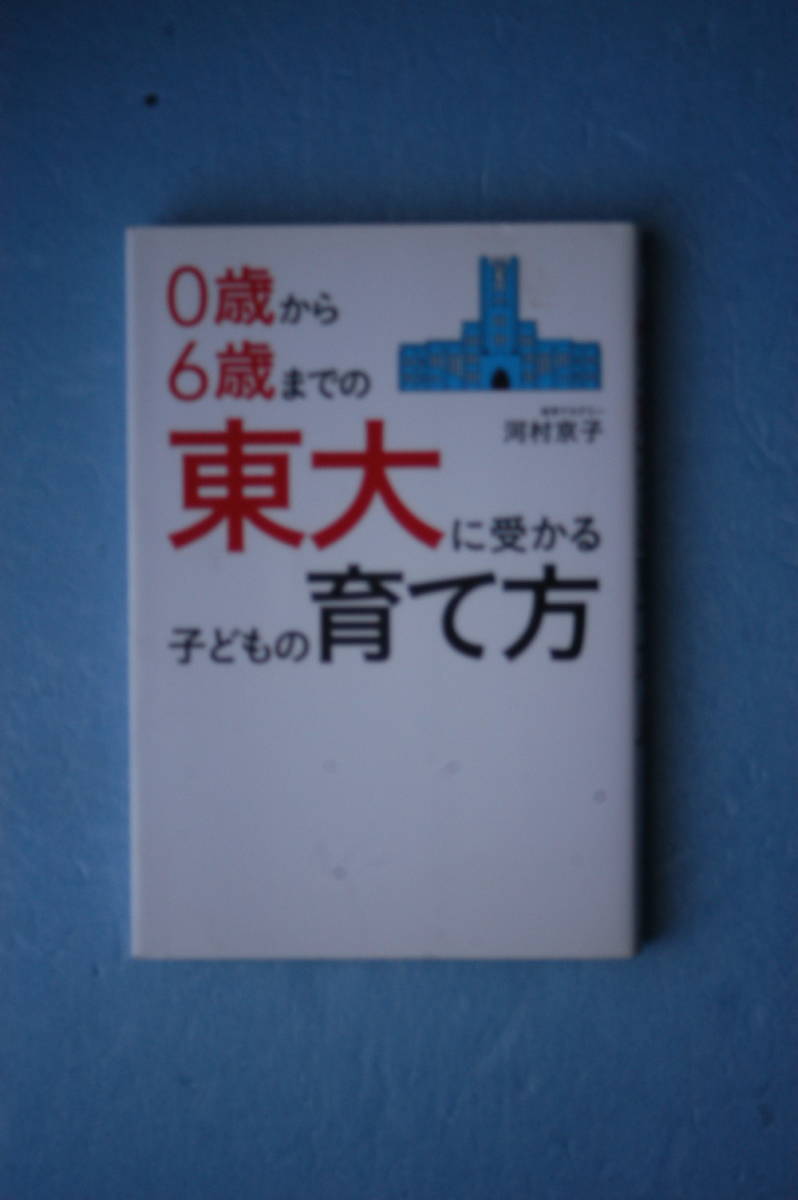 0歳から
6歳までの
東大に受かる
子どもの育て方
河村京子